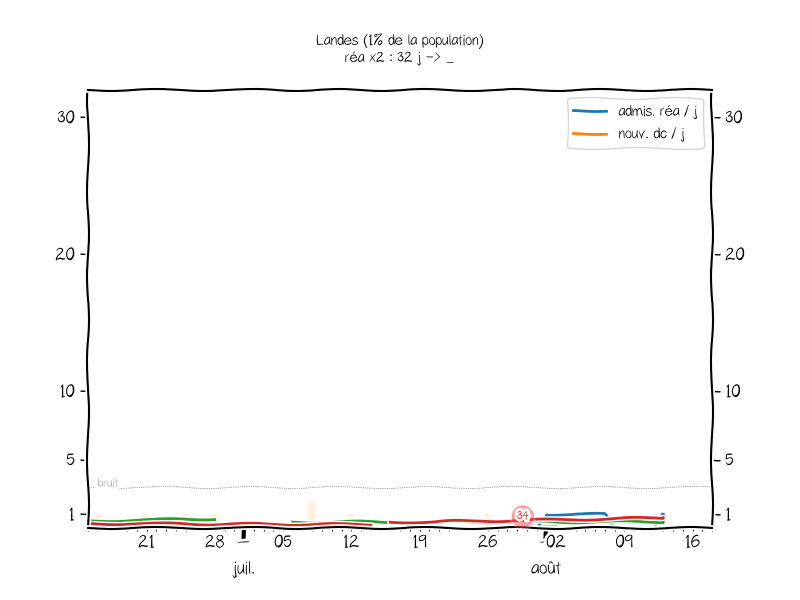 Landes (1% de la population)
réa x2 : 32 j -> _
admis. réa / j
nouv. dc / j
30
30
20
20
10
10
5
5
bruit
1
34
1
21
28
05
12
19
26
02
09
16
juil.
août